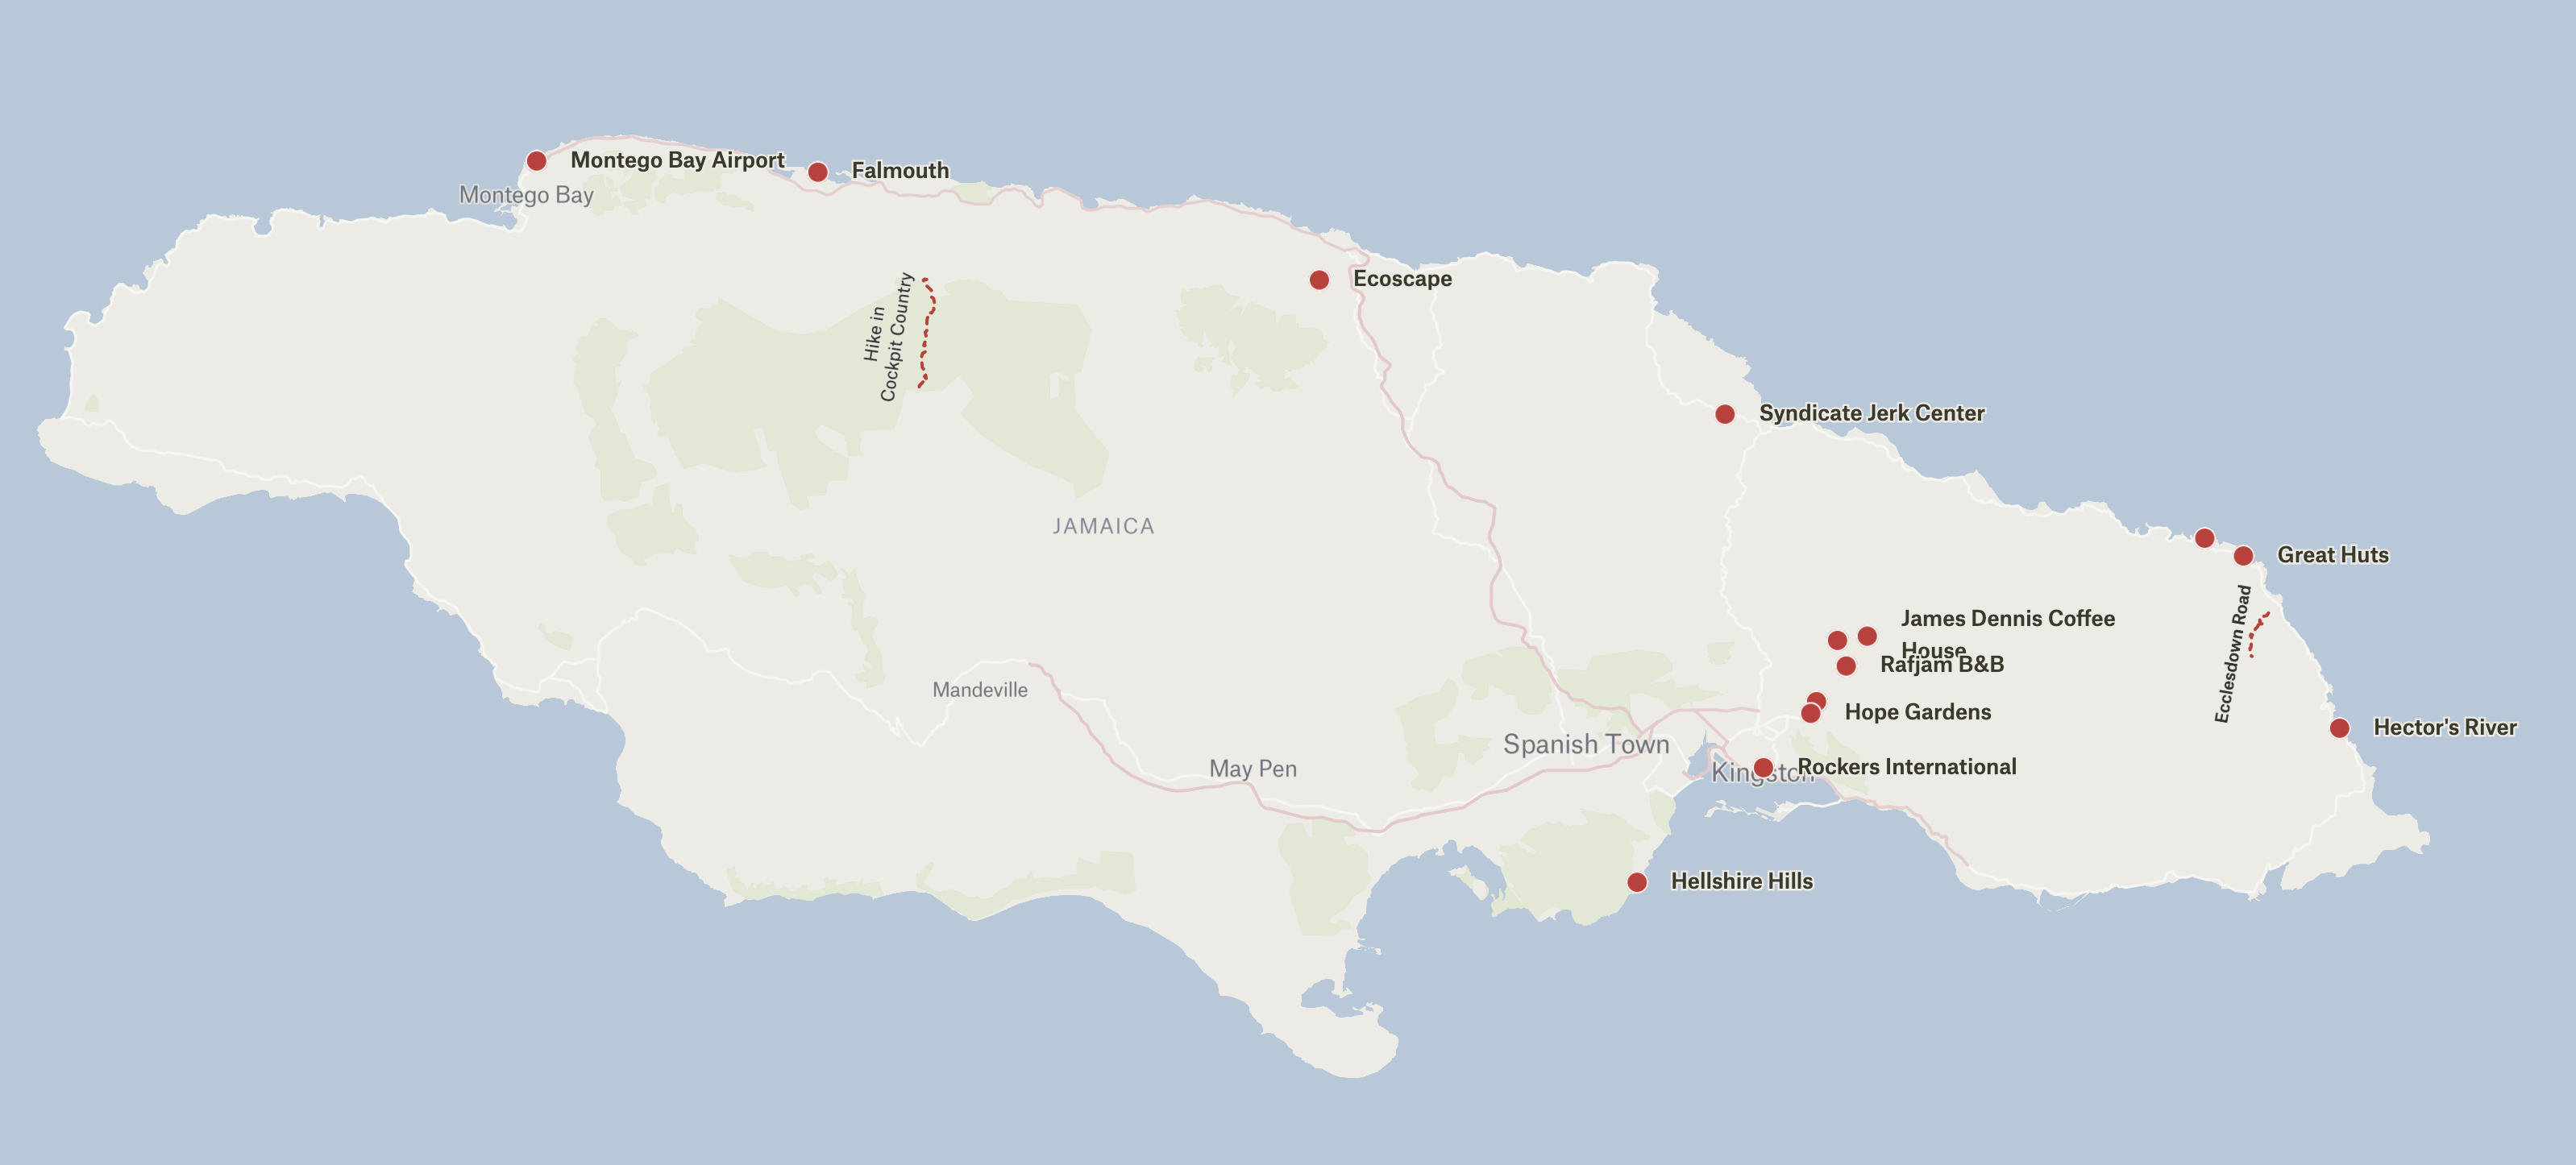 Montego Bay Airport
Falmouth
Montego Bay
Ecoscape
Hike in
Cockpit Country
Syndicate Jerk Center
JAMAICA
Great Huts
James Dennis Coffee
House
Rafjam B&B
Ecclesdown Road
Mandeville
Hope Gardens
Hector's River
Spanish Town
May Pen
Kingston
Rockers International
Hellshire Hills